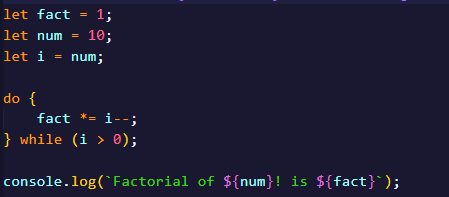 let fact = 1;
let num = 10;
let i = num;
do {
    fact *= i--;
} while (i > 0);
console.log(`Factorial of ${num}! is ${fact}`);